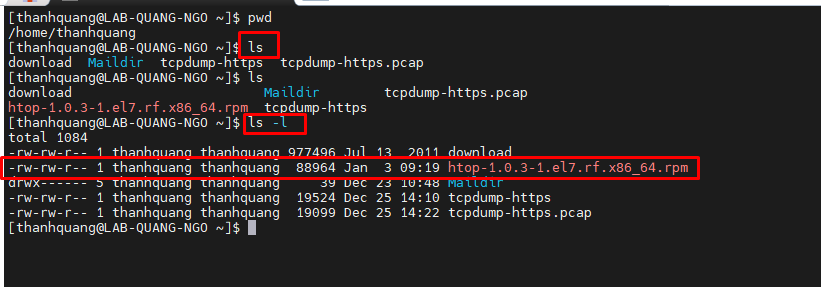 [thanhquang@LAB-QUANG-NGO ~]$ pwd
/home/thanhquang
[thanhquang@LAB-QUANG-NGO ~]$ ls
download  Maildir  tcpdump-https  tcpdump-https.pcap
[thanhquang@LAB-QUANG-NGO ~]$ ls
download                         Maildir        tcpdump-https.pcap
htop-1.0.3-1.el7.rf.x86_64.rpm  tcpdump-https
[thanhquang@LAB-QUANG-NGO ~]$ ls -l
total 1084
-rw-rw-r-- 1 thanhquang thanhquang 977496 Jul 13  2011 download
-rw-rw-r-- 1 thanhquang thanhquang  88964 Jan  3 09:19 htop-1.0.3-1.el7.rf.x86_64.rpm
drwx------ 5 thanhquang thanhquang     39 Dec 23 10:48 Maildir
-rw-rw-r-- 1 thanhquang thanhquang  19524 Dec 25 14:10 tcpdump-https
-rw-rw-r-- 1 thanhquang thanhquang  19099 Dec 25 14:22 tcpdump-https.pcap
[thanhquang@LAB-QUANG-NGO ~]$